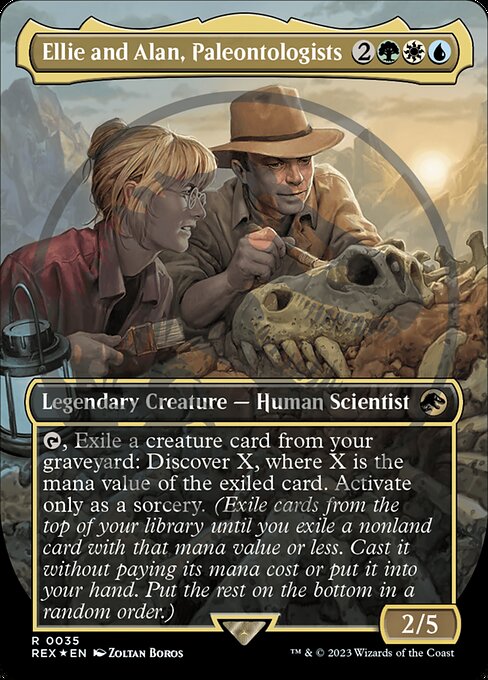 Ellie and Alan, Paleontologists 2
Legendary Creature — Human Scientist
, Exile a creature card from your
graveyard: Discover X, where X is the
mana value of the exiled card. Activate
only as a sorcery. (Exile cards from the
top of your library until you exile a nonland
card with that mana value or less. Cast it
without paying its mana cost or put it into
your hand. Put the rest on the bottom in a
random order.)
2/5
R 0035
REX★EN Zoltan Boros
™ & © 2023 Wizards of the Coast